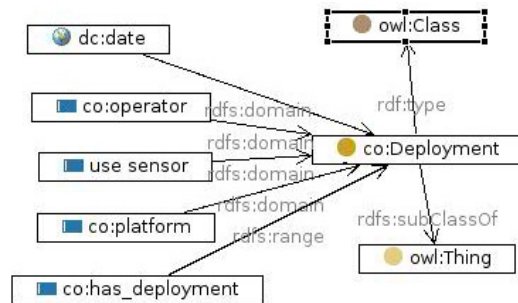 owl:Class
dc:date
rdf:type
co:operator
rdfs:domain
rdfs:domain
co:Deployment
use sensor
rdfs:domain
rdfs:domain
co:platform
rdfs:subClassOf
rdfs:range
owl:Thing
co:has_deployment